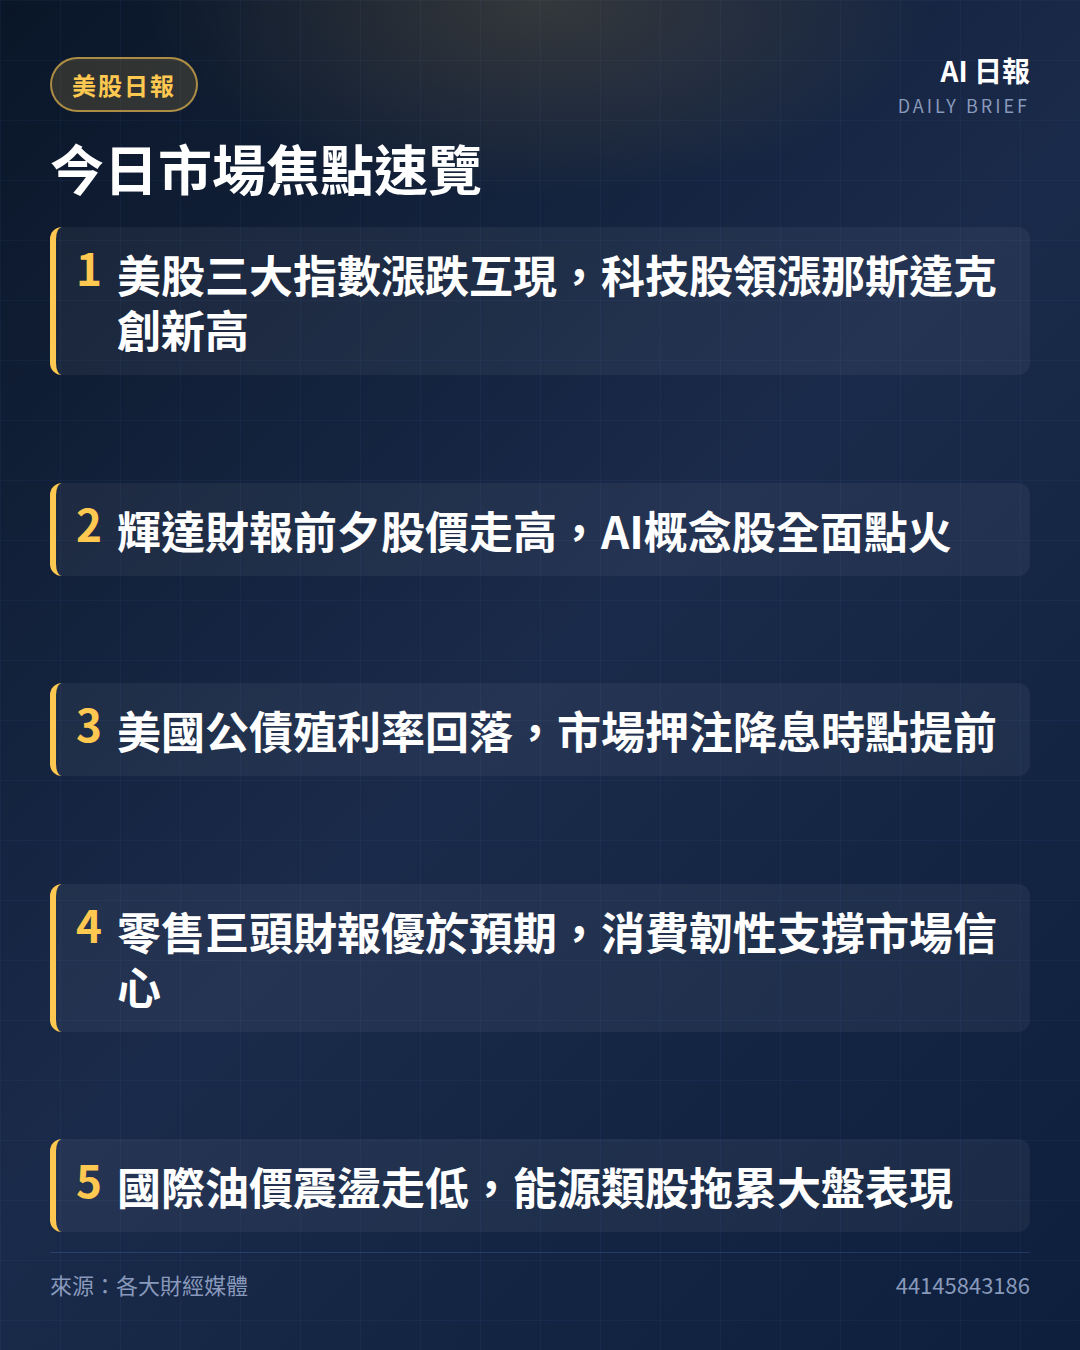 美股日報
AI 日報
DAILY BRIEF
今日市場焦點速覽
1 美股三大指數漲跌互現，科技股領漲那斯達克
創新高
2 輝達財報前夕股價走高，AI概念股全面點火
3 美國公債殖利率回落，市場押注降息時點提前
4 零售巨頭財報優於預期，消費韌性支撐市場信
心
5 國際油價震盪走低，能源類股拖累大盤表現
來源：各大財經媒體
44145843186